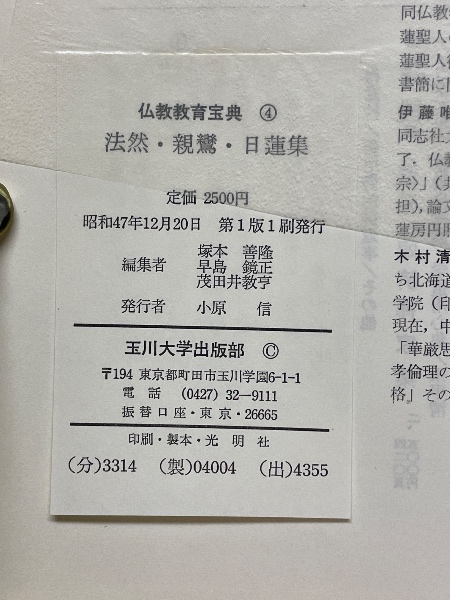 仏教教育宝典 ④
法然・親鸞・日蓮集
定価 2500円
昭和47年12月20日 第1版1刷発行
編集者
塚本 善隆
早島 鏡正
茂田井教亨
発行者 小原 信
玉川大学出版部 Ⓒ
〒194 東京都町田市玉川学園6-1-1
電話 (0427) 32-9111
振替口座・東京・26665
印刷・製本・光 明 社
(分)3314 (製)04004 (出)4355
同仏教
蓮聖人の
蓮聖人
書簡に
伊藤唯
同志社
了．仏教
宗〉」(
担)，論文
蓮房円
木村清
ち北海道
学院（印
現在，中
「華厳思
孝倫理の
格」その